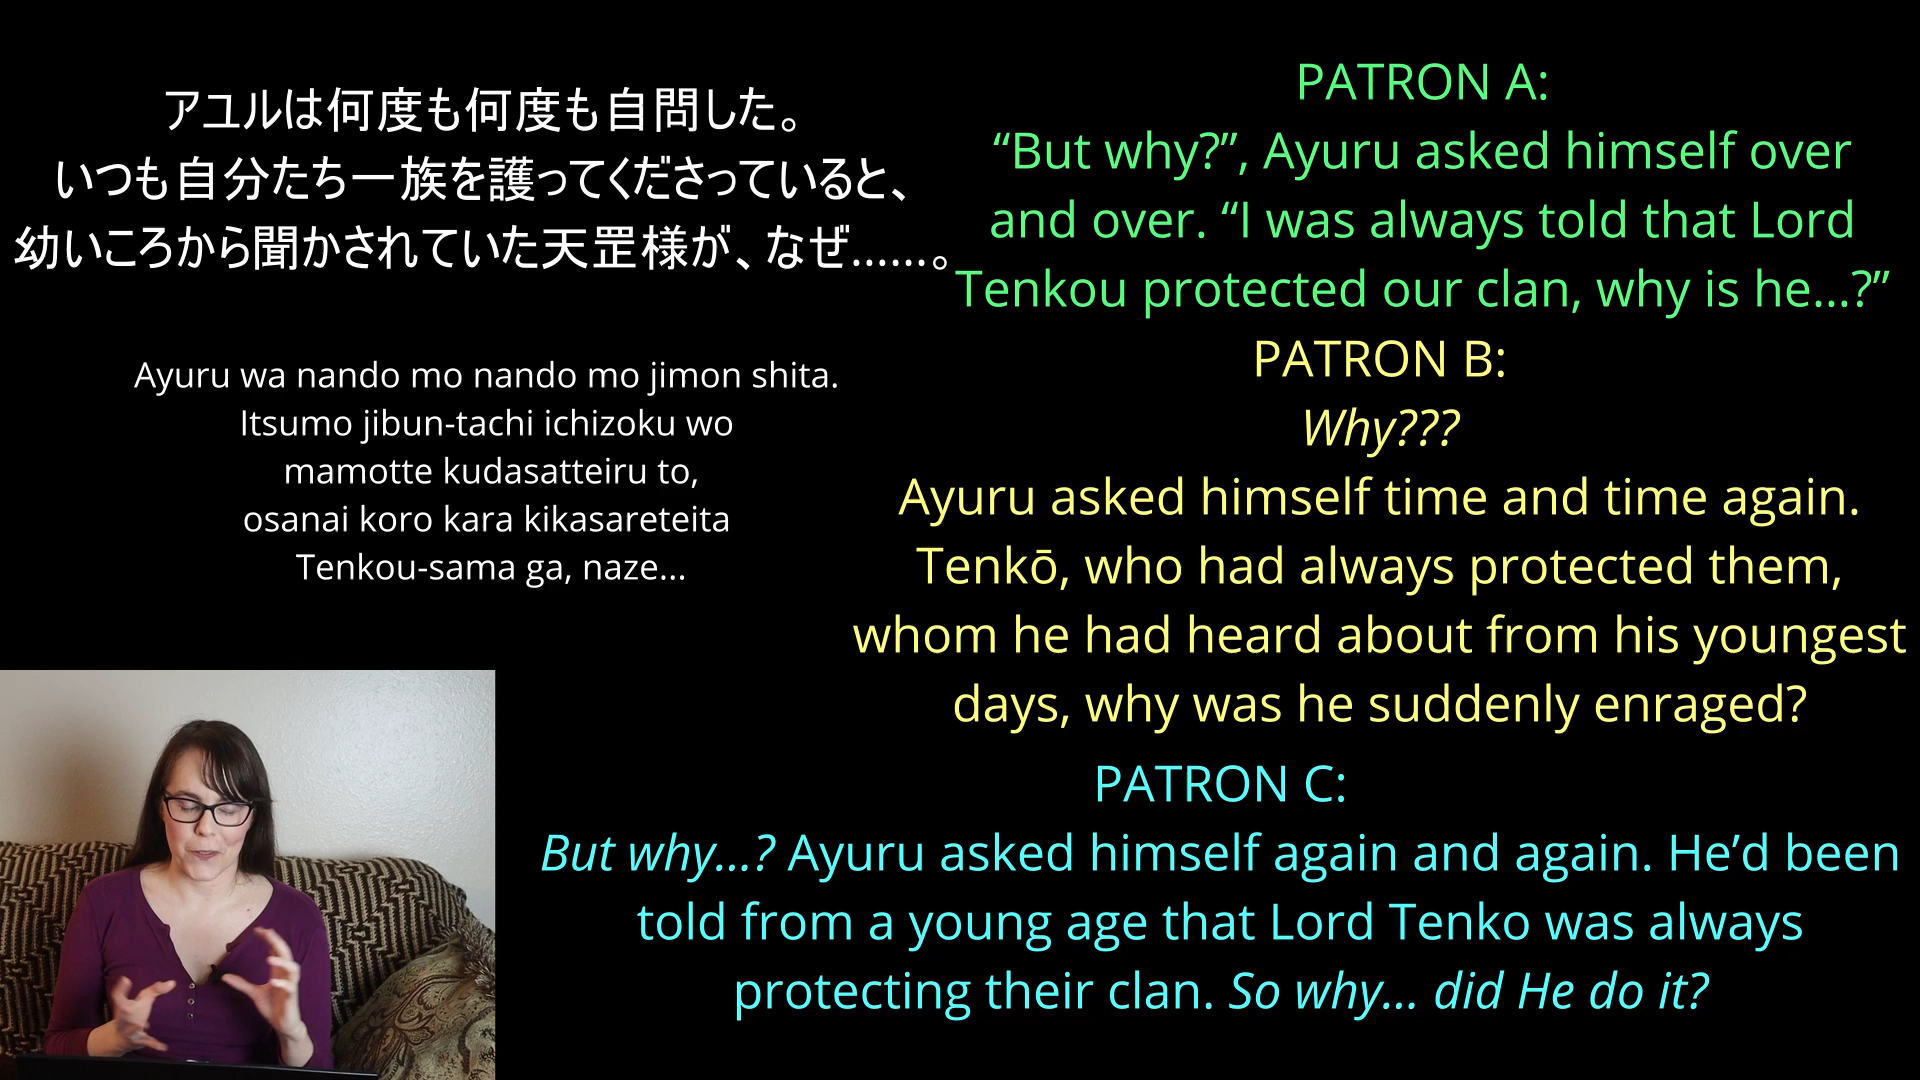 アユルは何度も何度も自問した。
いつも自分たち一族を護ってくださっていると、
幼いころから聞かされていた天罡様が、なぜ……。
Ayuru wa nando mo nando mo jimon shita.
Itsumo jibun-tachi ichizoku wo
mamotte kudasatteiru to,
osanai koro kara kikasareteita
Tenkou-sama ga, naze...
PATRON A:
“But why?”, Ayuru asked himself over
and over. “I was always told that Lord
Tenkou protected our clan, why is he...?”
PATRON B:
Why???
Ayuru asked himself time and time again.
Tenkō, who had always protected them,
whom he had heard about from his youngest
days, why was he suddenly enraged?
PATRON C:
But why...? Ayuru asked himself again and again. He’d been
told from a young age that Lord Tenko was always
protecting their clan. So why... did He do it?